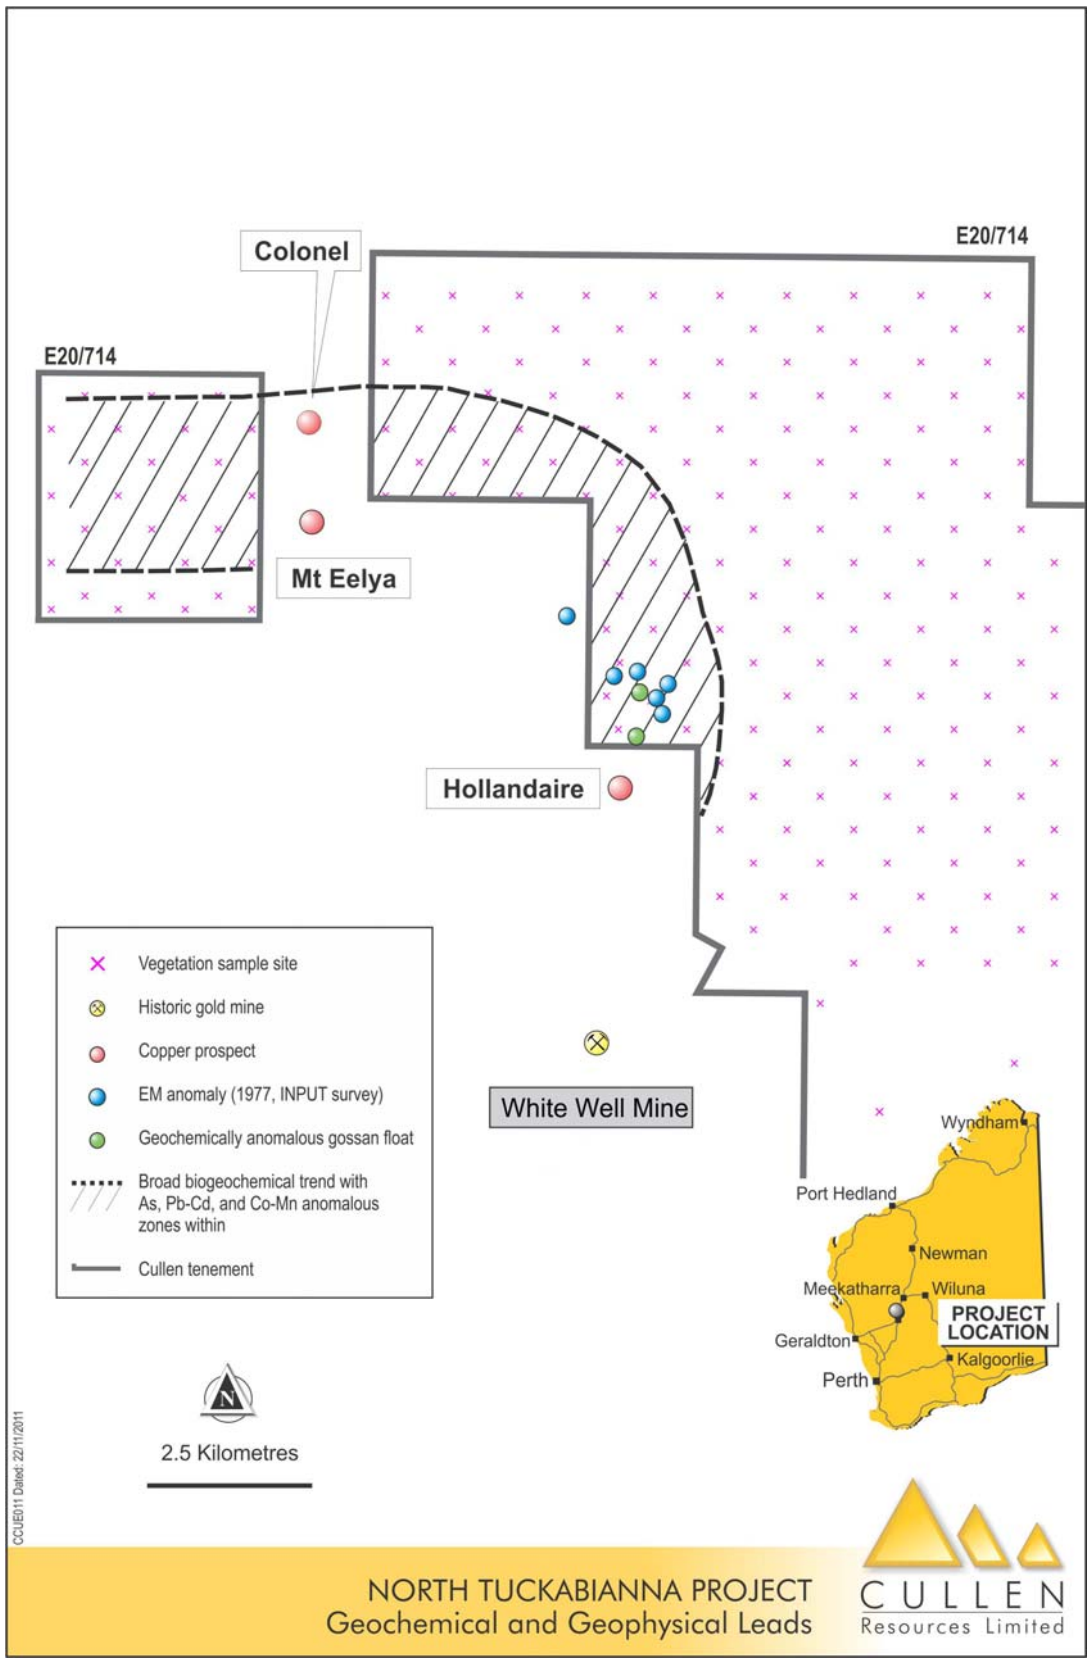 E20/714
Colonel
E20/714
Mt Eelya
Hollandaire
Vegetation sample site
Historic gold mine
Copper prospect
EM anomaly (1977, INPUT survey)
Geochemically anomalous gossan float
Broad biogeochemical trend with
As, Pb-Cd, and Co-Mn anomalous
zones within
Cullen tenement
White Well Mine
Wyndham
Port Hedland
Newman
Meekatharra
Wiluna
PROJECT
LOCATION
Geraldton
Kalgoorlie
Perth
N
2.5 Kilometres
CCUE011 Dated: 22/11/2011
NORTH TUCKABIANNA PROJECT
Geochemical and Geophysical Leads
CULLEN
Resources Limited